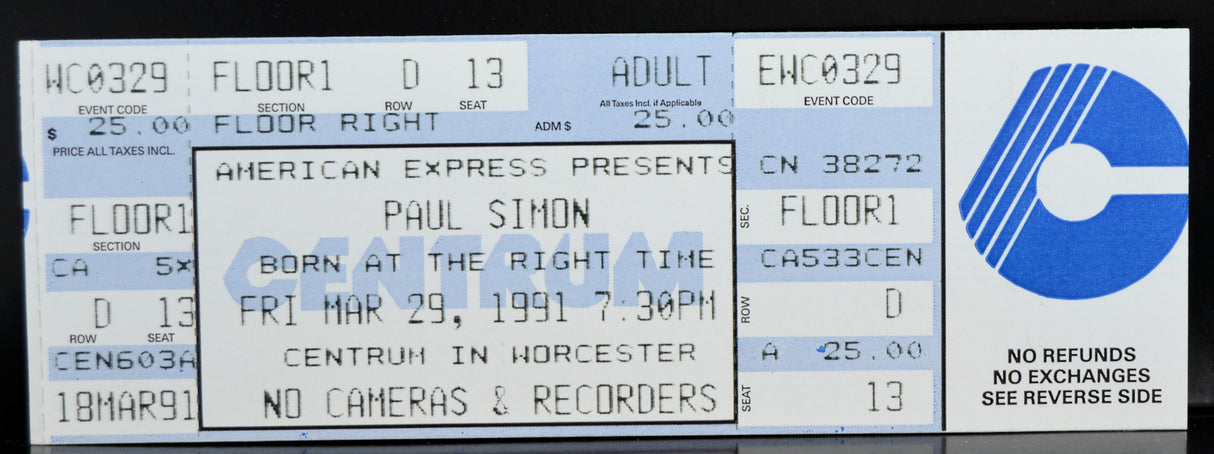 WC0329
EVENT CODE
$ 25.00
PRICE ALL TAXES INCL.
FLOOR1
SECTION
CA 5*
D 13
ROW SEAT
CEN603A
18MAR91
FLOOR1 D 13
SECTION ROW SEAT
FLOOR RIGHT
ADULT
All Taxes Incl. if Applicable
ADM $ 25.00
AMERICAN EXPRESS PRESENTS
CENTRUM
PAUL SIMON
BORN AT THE RIGHT TIME
FRI MAR 29, 1991 7:30PM
CENTRUM IN WORCESTER
NO CAMERAS & RECORDERS
EWC0329
EVENT CODE
CN 38272
SEC. FLOOR1
CA533CEN
ROW D
A 25.00
SEAT 13
NO REFUNDS
NO EXCHANGES
SEE REVERSE SIDE